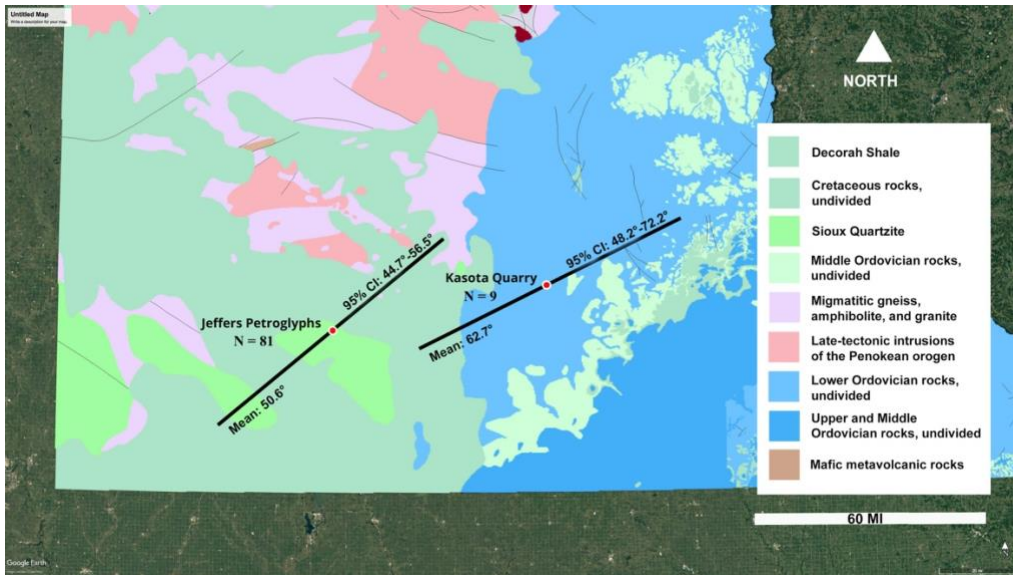 Untitled Map
Write a description for your map.
NORTH
Decorah Shale
Cretaceous rocks,
undivided
Sioux Quartzite
Middle Ordovician rocks,
undivided
Migmatitic gneiss,
amphibolite, and granite
Late-tectonic intrusions
of the Penokean orogen
Lower Ordovician rocks,
undivided
Upper and Middle
Ordovician rocks, undivided
Mafic metavolcanic rocks
60 MI
95% CI: 44.7°-56.5°
Jeffers Petroglyphs
N = 81
Mean: 50.6°
95% CI: 48.2°-72.2°
Kasota Quarry
N = 9
Mean: 62.7°
Google Earth